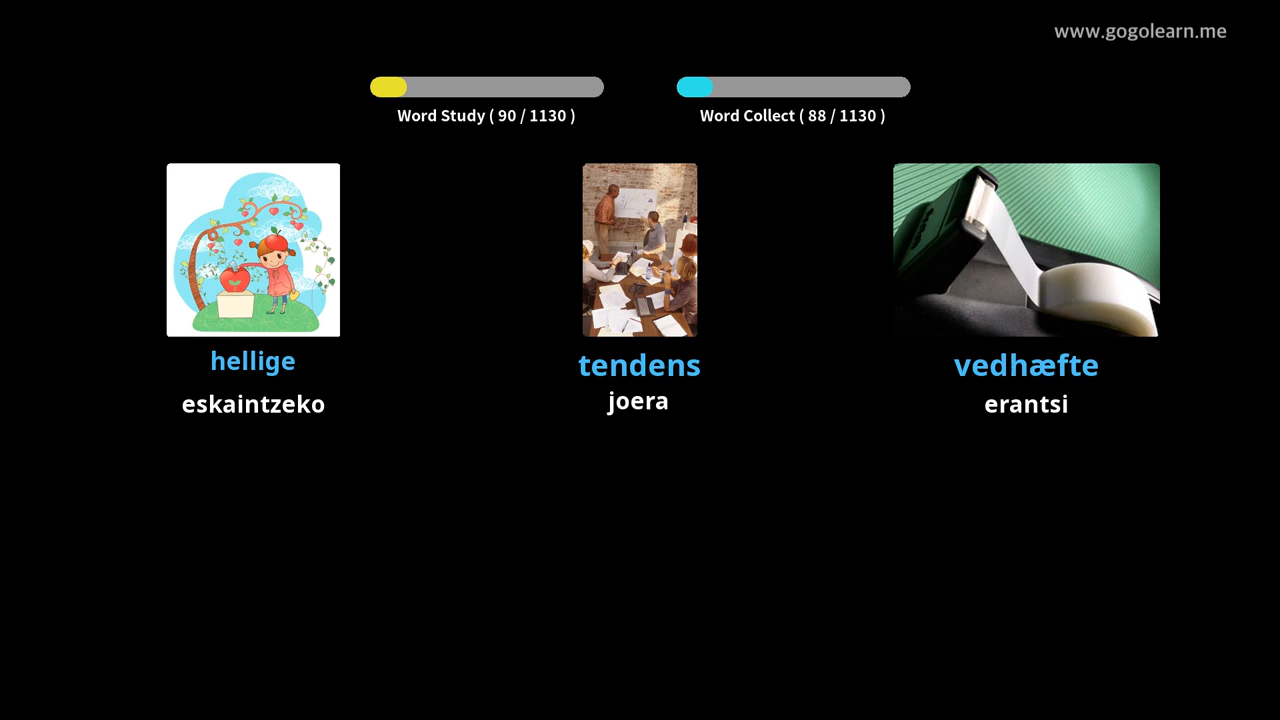 www.gogolearn.me
Word Study ( 90 / 1130 )
Word Collect ( 88 / 1130 )
hellige
eskaintzeko
tendens
joera
vedhæfte
erantsi